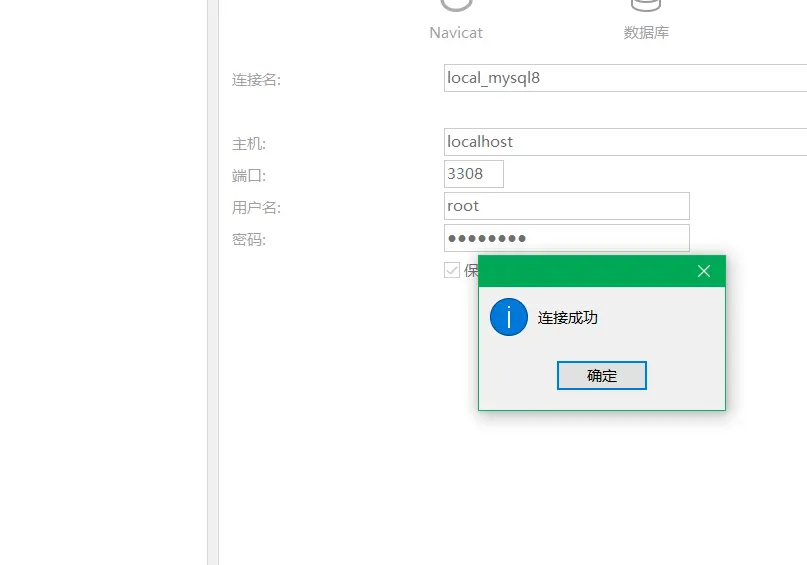 Navicat 数据库
连接名: local_mysql8
主机: localhost
端口: 3308
用户名: root
密码: ●●●●●●●●
保
连接成功
确定